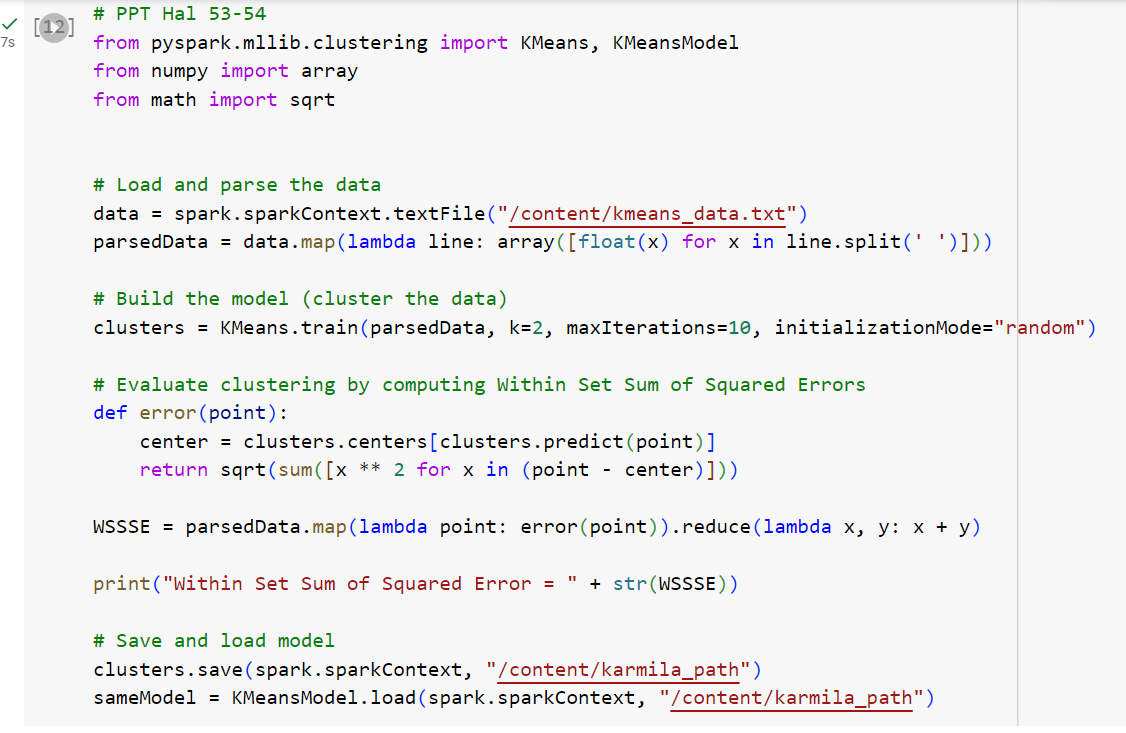 [12]
7s
# PPT Hal 53-54
from pyspark.mllib.clustering import KMeans, KMeansModel
from numpy import array
from math import sqrt
# Load and parse the data
data = spark.sparkContext.textFile("/content/kmeans_data.txt")
parsedData = data.map(lambda line: array([float(x) for x in line.split(' ')]))
# Build the model (cluster the data)
clusters = KMeans.train(parsedData, k=2, maxIterations=10, initializationMode="random")
# Evaluate clustering by computing Within Set Sum of Squared Errors
def error(point):
    center = clusters.centers[clusters.predict(point)]
    return sqrt(sum([x ** 2 for x in (point - center)]))
WSSSE = parsedData.map(lambda point: error(point)).reduce(lambda x, y: x + y)
print("Within Set Sum of Squared Error = " + str(WSSSE))
# Save and load model
clusters.save(spark.sparkContext, "/content/karmila_path")
sameModel = KMeansModel.load(spark.sparkContext, "/content/karmila_path")